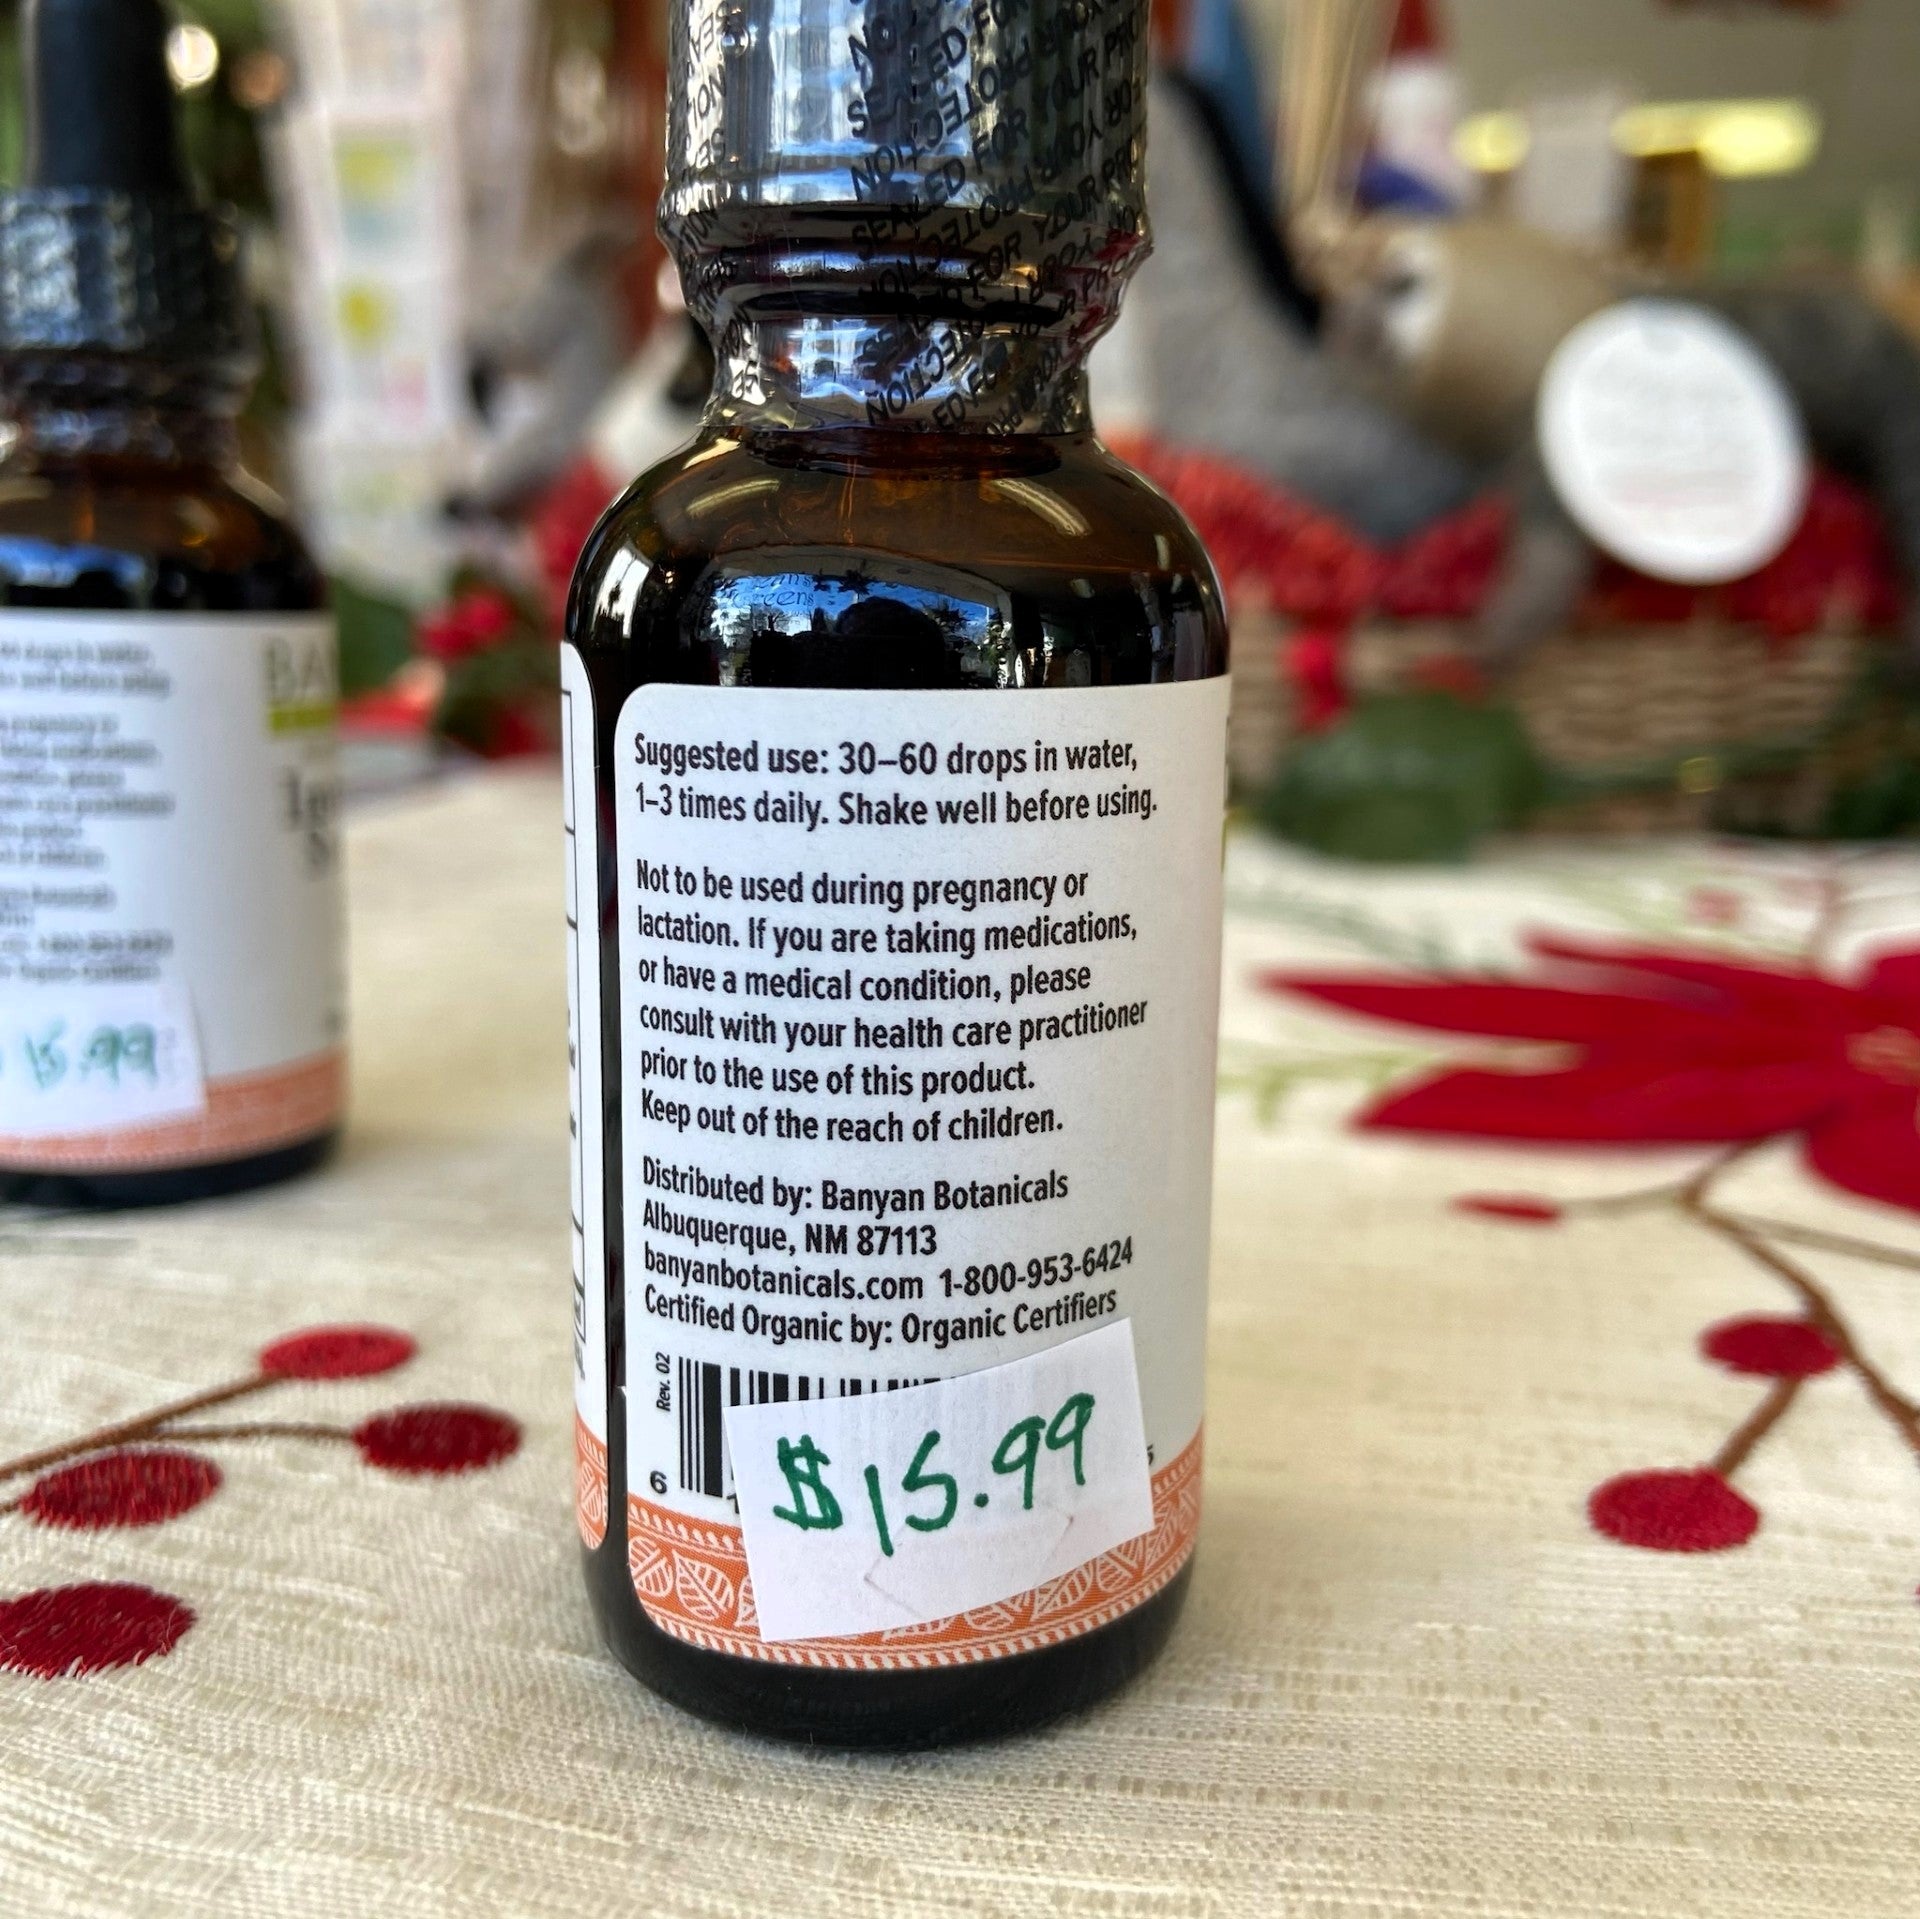 SEALED FOR YOUR PROTECTION
Suggested use: 30–60 drops in water,
1–3 times daily. Shake well before using.
Not to be used during pregnancy or
lactation. If you are taking medications,
or have a medical condition, please
consult with your health care practitioner
prior to the use of this product.
Keep out of the reach of children.
Distributed by: Banyan Botanicals
Albuquerque, NM 87113
banyanbotanicals.com 1-800-953-6424
Certified Organic by: Organic Certifiers
Rev. 02
6
$15.99
15.99